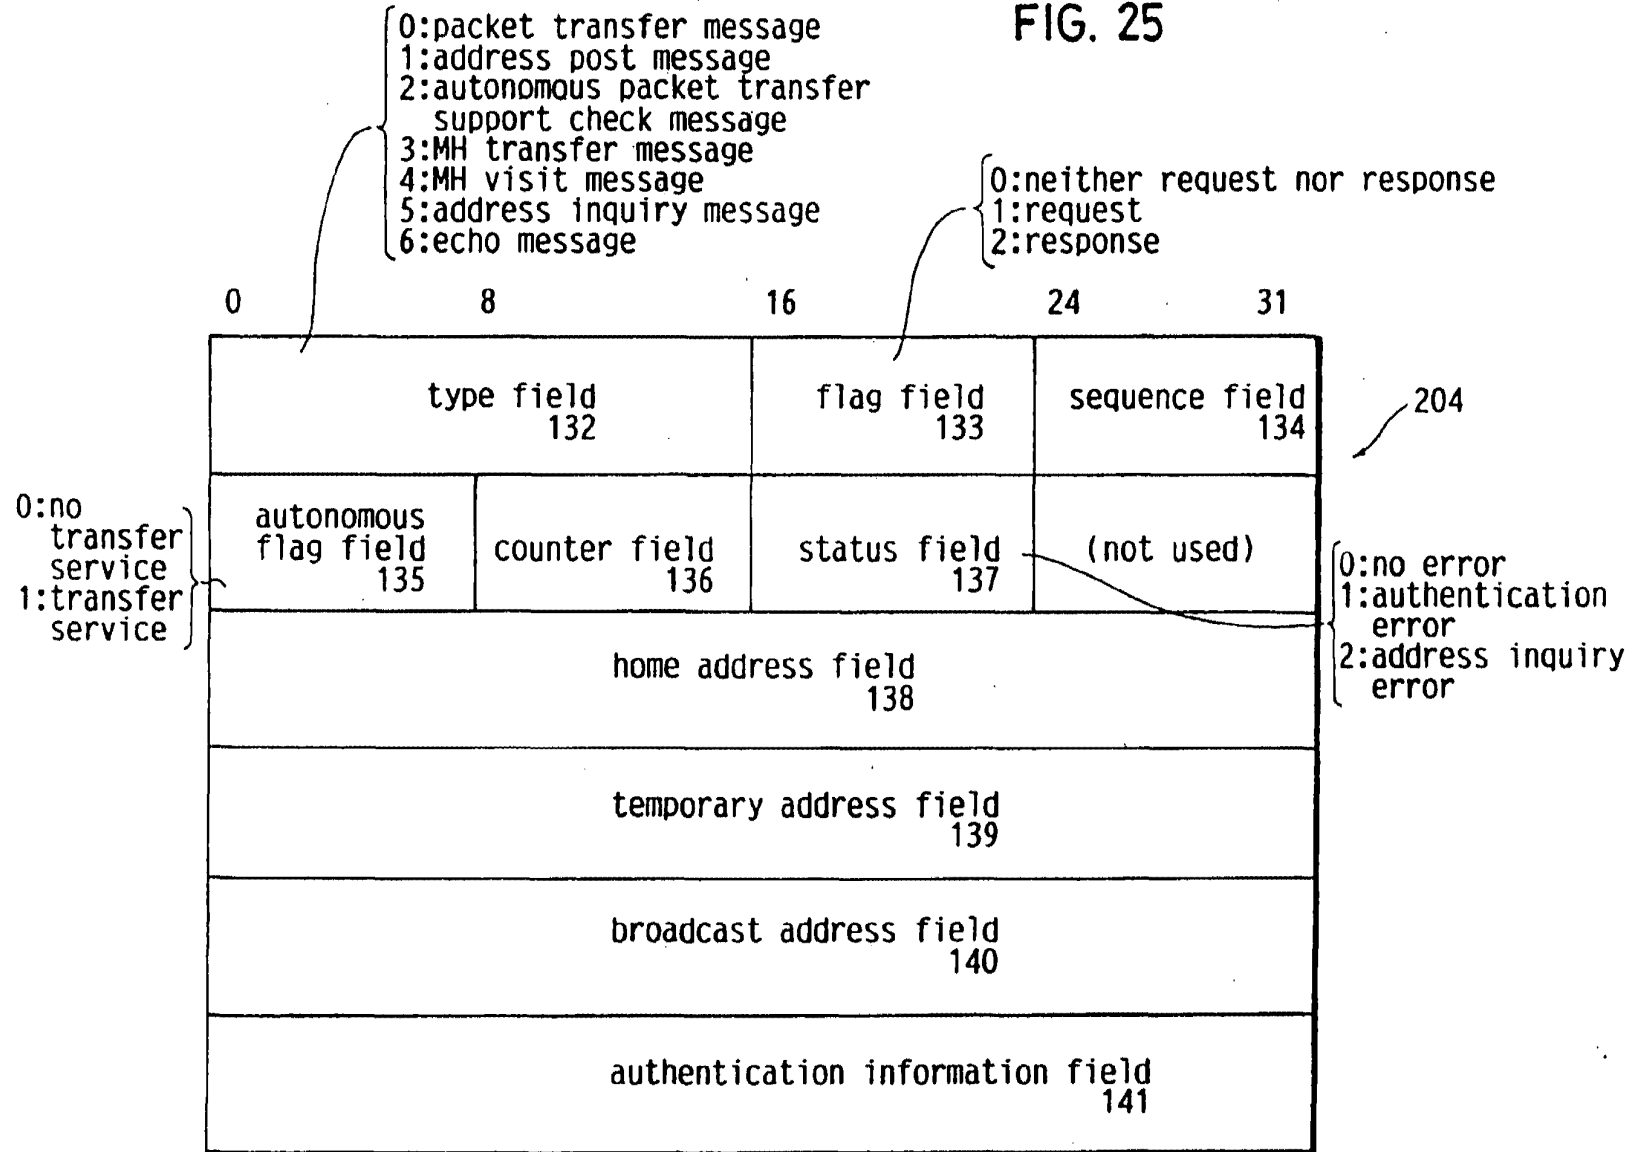 FIG. 25
0:packet transfer message
1:address post message
2:autonomous packet transfer
support check message
3:MH transfer message
4:MH visit message
5:address inquiry message
6:echo message
0:neither request nor response
1:request
2:response
0 8 16 24 31
type field
132
flag field
133
sequence field
134
204
0:no
transfer
service
1:transfer
service
autonomous
flag field
135
counter field
136
status field
137
(not used)
0:no error
1:authentication
error
2:address inquiry
error
home address field
138
temporary address field
139
broadcast address field
140
authentication information field
141